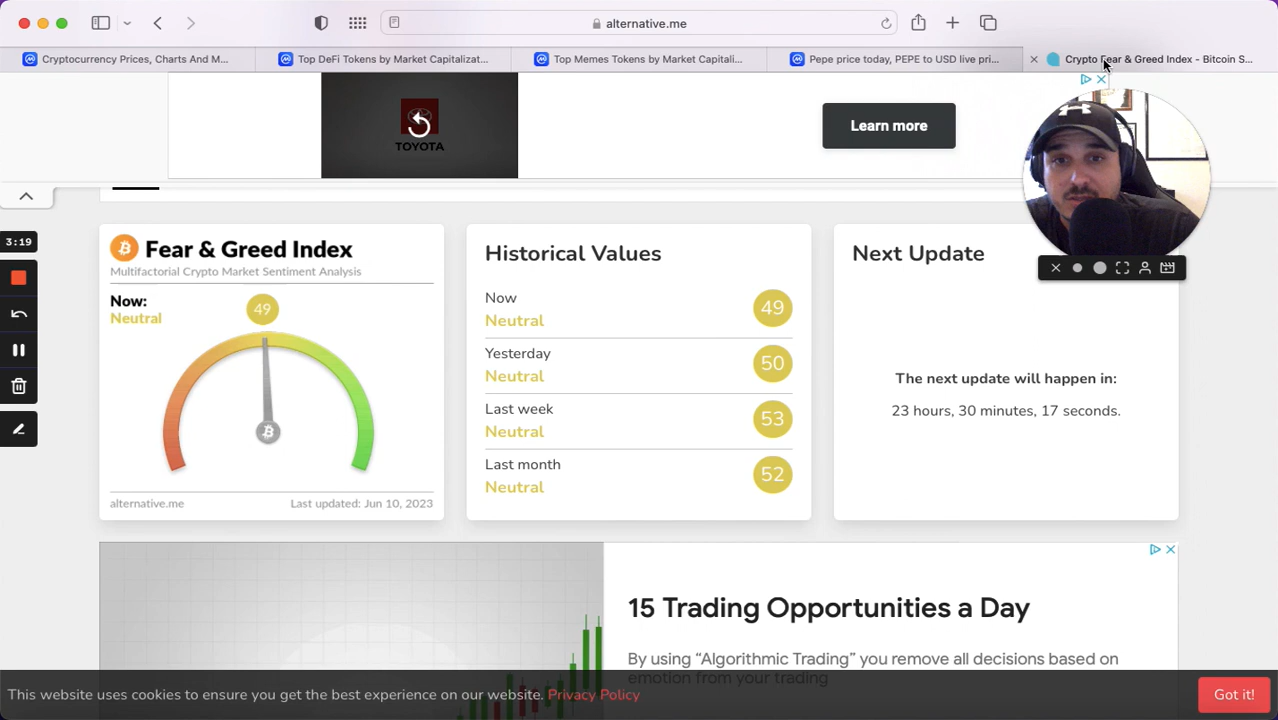 alternative.me
Cryptocurrency Prices, Charts And M...
Top DeFi Tokens by Market Capitalizat...
Top Memes Tokens by Market Capitali...
Pepe price today, PEPE to USD live pri...
Crypto Fear & Greed Index - Bitcoin S...
TOYOTA
Learn more
3:19
Fear & Greed Index
Multifactorial Crypto Market Sentiment Analysis
Now:
Neutral
49
alternative.me
Last updated: Jun 10, 2023
Historical Values
Now
Neutral
49
Yesterday
Neutral
50
Last week
Neutral
53
Last month
Neutral
52
Next Update
The next update will happen in:
23 hours, 30 minutes, 17 seconds.
15 Trading Opportunities a Day
By using “Algorithmic Trading” you remove all decisions based on
emotion from your trading
This website uses cookies to ensure you get the best experience on our website. Privacy Policy
Got it!